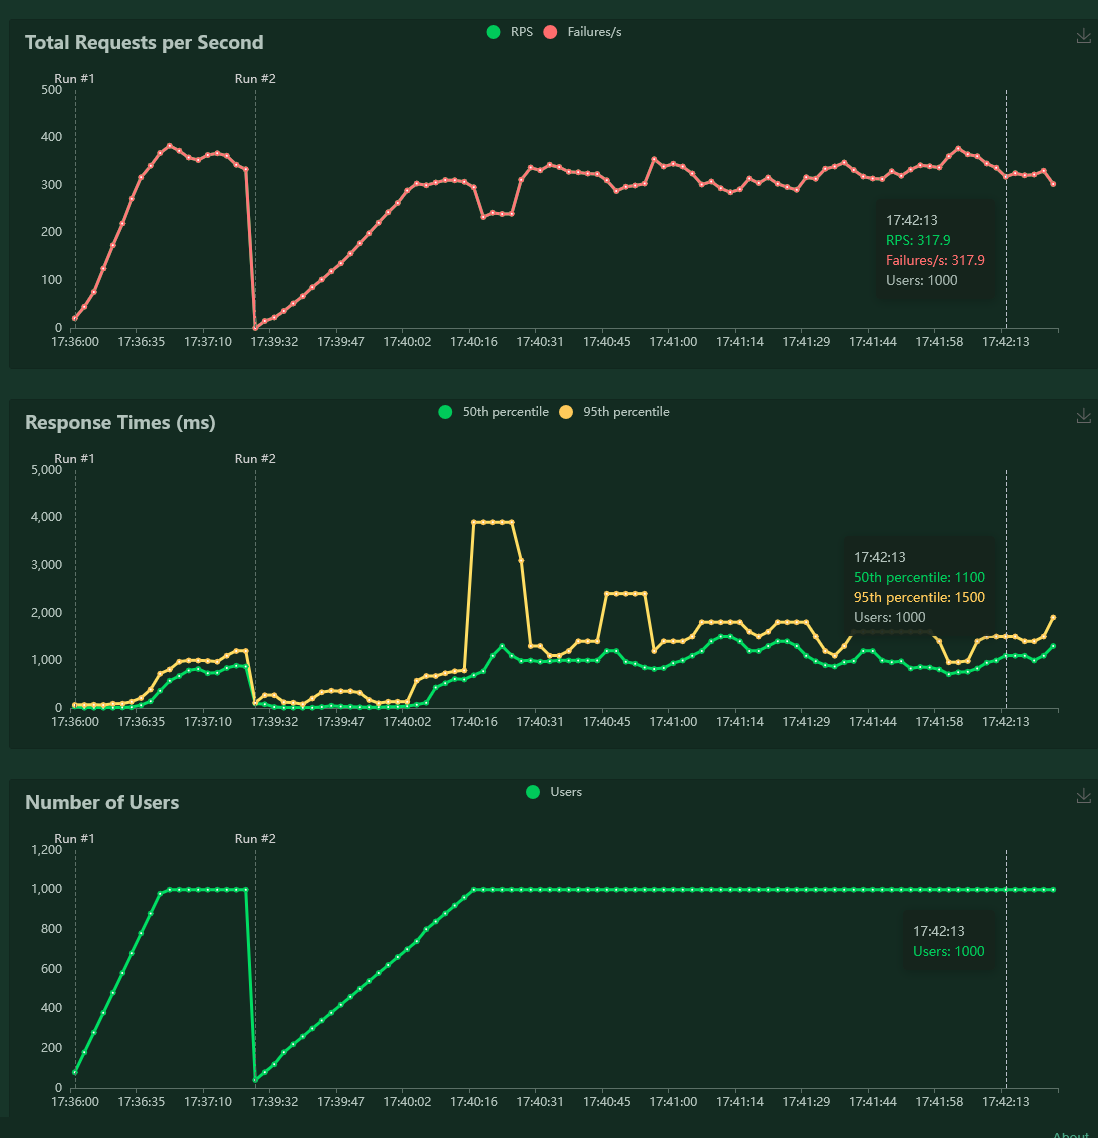 Total Requests per Second
RPS Failures/s
Run #1 Run #2
500
400
300
200
100
0
17:42:13
RPS: 317.9
Failures/s: 317.9
Users: 1000
17:36:00 17:36:35 17:37:10 17:39:32 17:39:47 17:40:02 17:40:16 17:40:31 17:40:45 17:41:00 17:41:14 17:41:29 17:41:44 17:41:58 17:42:13
Response Times (ms)
50th percentile 95th percentile
Run #1 Run #2
5,000
4,000
3,000
2,000
1,000
0
17:42:13
50th percentile: 1100
95th percentile: 1500
Users: 1000
17:36:00 17:36:35 17:37:10 17:39:32 17:39:47 17:40:02 17:40:16 17:40:31 17:40:45 17:41:00 17:41:14 17:41:29 17:41:44 17:41:58 17:42:13
Number of Users
Users
Run #1 Run #2
1,200
1,000
800
600
400
200
0
17:42:13
Users: 1000
17:36:00 17:36:35 17:37:10 17:39:32 17:39:47 17:40:02 17:40:16 17:40:31 17:40:45 17:41:00 17:41:14 17:41:29 17:41:44 17:41:58 17:42:13
About